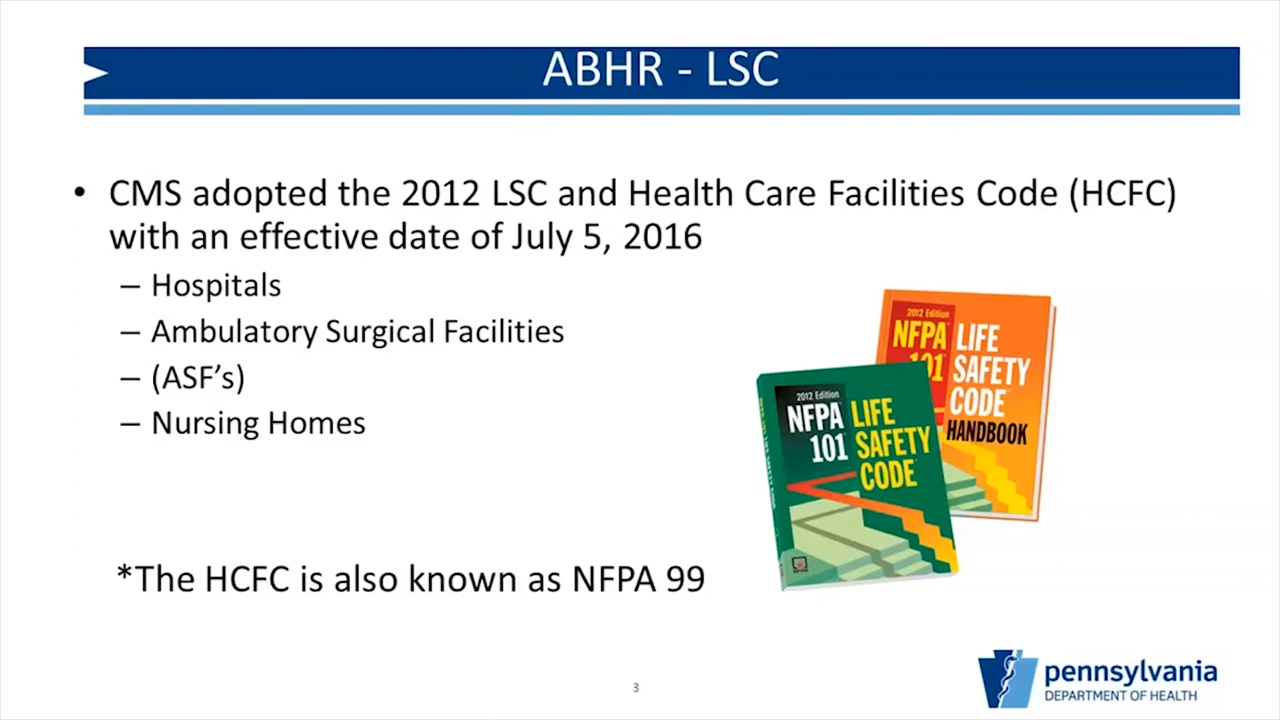 ABHR - LSC
• CMS adopted the 2012 LSC and Health Care Facilities Code (HCFC)
with an effective date of July 5, 2016
– Hospitals
– Ambulatory Surgical Facilities
– (ASF’s)
– Nursing Homes
2012 Edition
NFPA
101
LIFE
SAFETY
CODE
HANDBOOK
2012 Edition
NFPA
101
LIFE
SAFETY
CODE
*The HCFC is also known as NFPA 99
3
pennsylvania
DEPARTMENT OF HEALTH